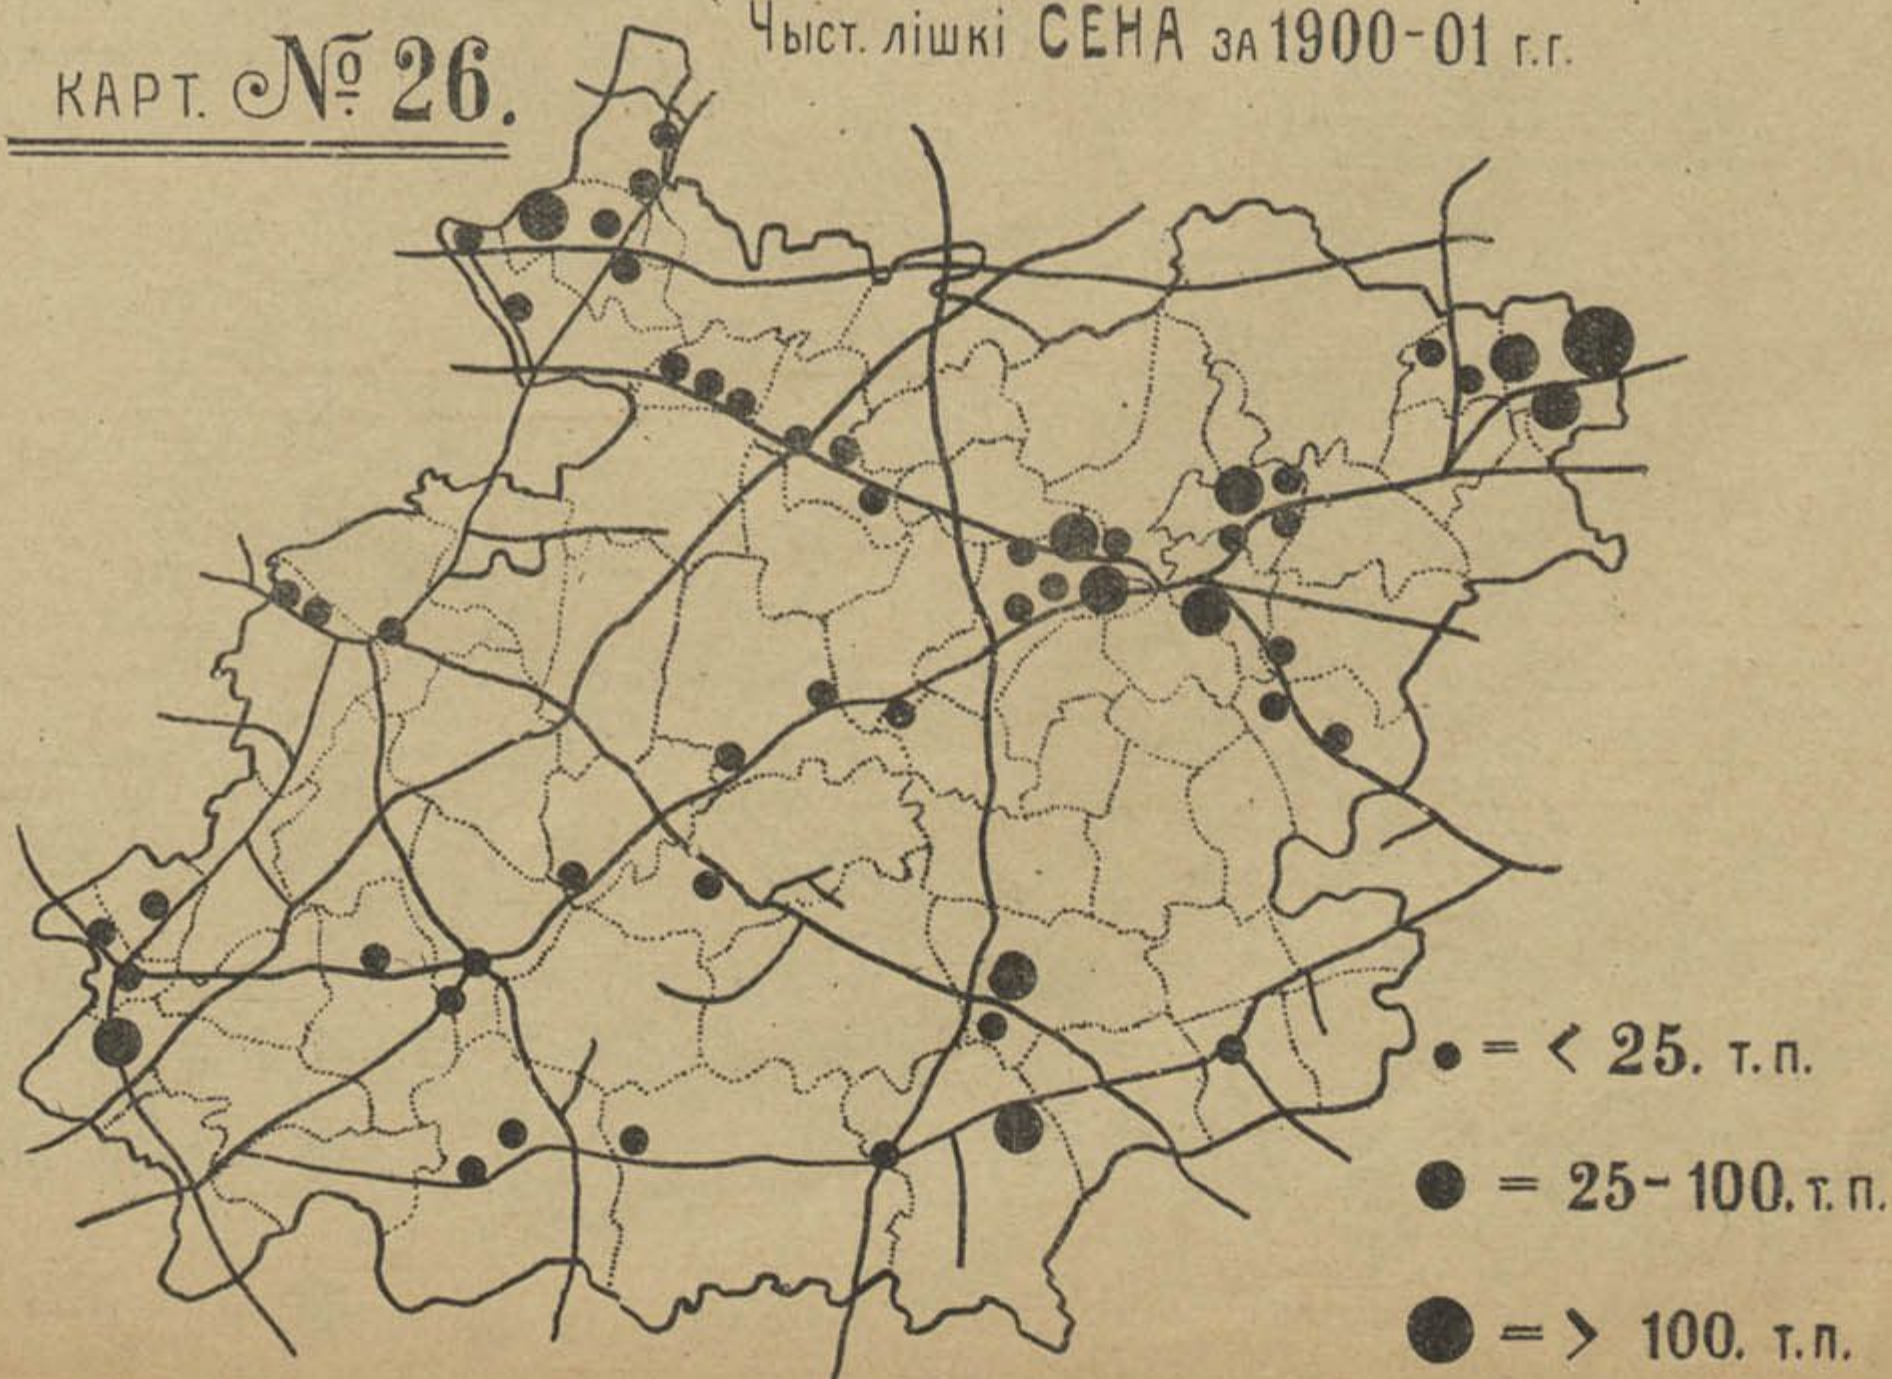 Чыст. лішкі СЕНА ЗА 1900-01 г.г.
КАРТ. № 26.
= < 25. т.п.
= 25-100. т.п.
= > 100. т.п.